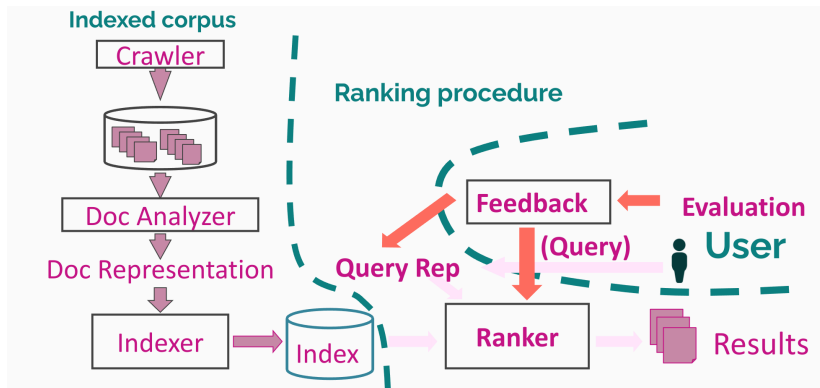 Indexed corpus
Crawler
Ranking procedure
Doc Analyzer
Feedback
Evaluation
User
(Query)
Doc Representation
Query Rep
Indexer
Index
Ranker
Results